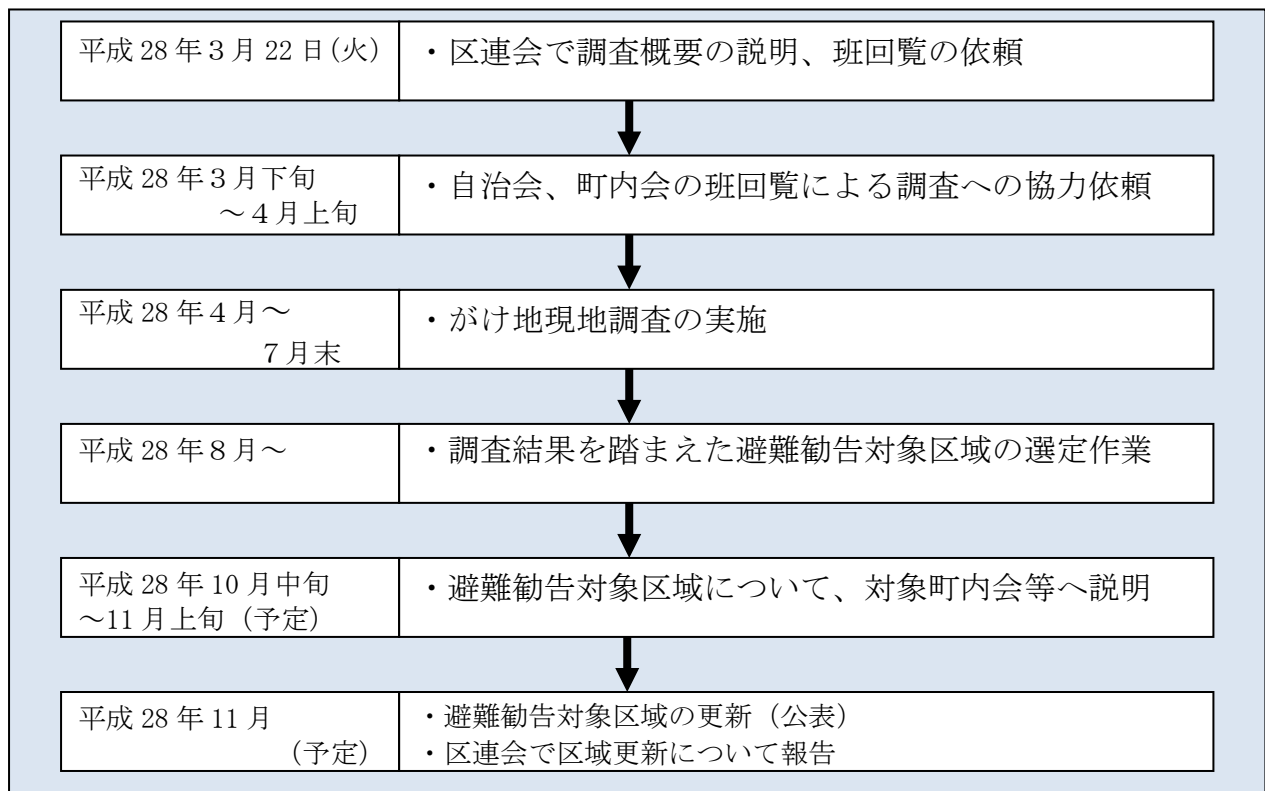 平成 28 年３月 22 日(火)
・区連会で調査概要の説明、班回覧の依頼
平成 28 年３月下旬
～４月上旬
・自治会、町内会の班回覧による調査への協力依頼
平成 28 年４月～
７月末
・がけ地現地調査の実施
平成 28 年８月～
・調査結果を踏まえた避難勧告対象区域の選定作業
平成 28 年 10 月中旬
～11 月上旬（予定）
・避難勧告対象区域について、対象町内会等へ説明
平成 28 年 11 月
（予定）
・避難勧告対象区域の更新（公表）
・区連会で区域更新について報告